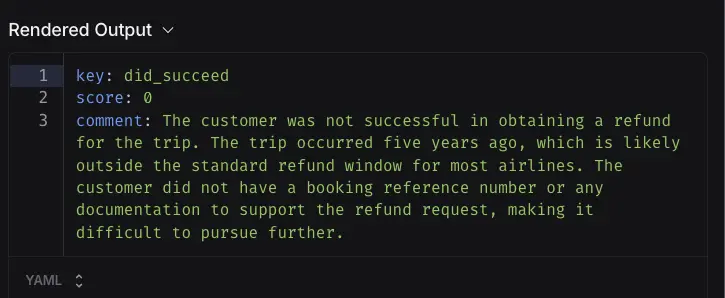 Rendered Output
1 key: did_succeed
2 score: 0
3 comment: The customer was not successful in obtaining a refund
for the trip. The trip occurred five years ago, which is likely
outside the standard refund window for most airlines. The
customer did not have a booking reference number or any
documentation to support the refund request, making it
difficult to pursue further.
YAML